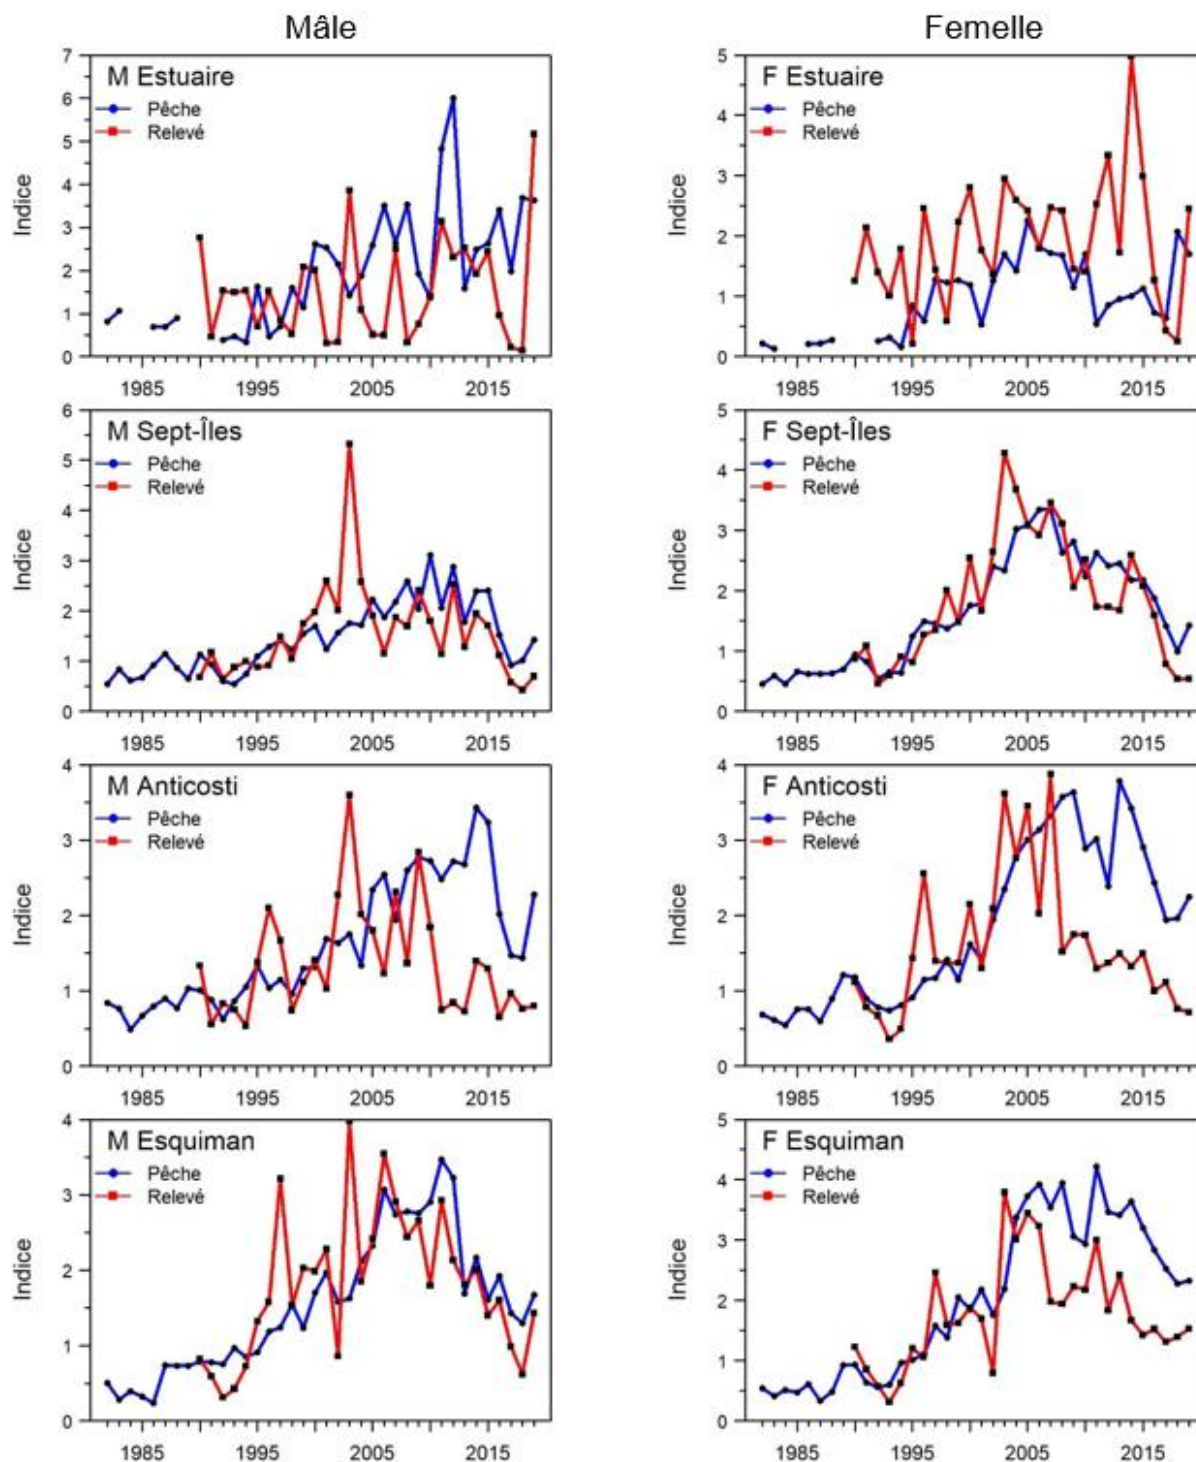 Mâle
Femelle
M Estuaire
Pêche
Relevé
Indice
7
6
5
4
3
2
1
0
1985 1995 2005 2015
F Estuaire
Pêche
Relevé
Indice
5
4
3
2
1
0
1985 1995 2005 2015
M Sept-Îles
Pêche
Relevé
Indice
6
5
4
3
2
1
0
1985 1995 2005 2015
F Sept-Îles
Pêche
Relevé
Indice
5
4
3
2
1
0
1985 1995 2005 2015
M Anticosti
Pêche
Relevé
Indice
4
3
2
1
0
1985 1995 2005 2015
F Anticosti
Pêche
Relevé
Indice
4
3
2
1
0
1985 1995 2005 2015
M Esquiman
Pêche
Relevé
Indice
4
3
2
1
0
1985 1995 2005 2015
F Esquiman
Pêche
Relevé
Indice
5
4
3
2
1
0
1985 1995 2005 2015